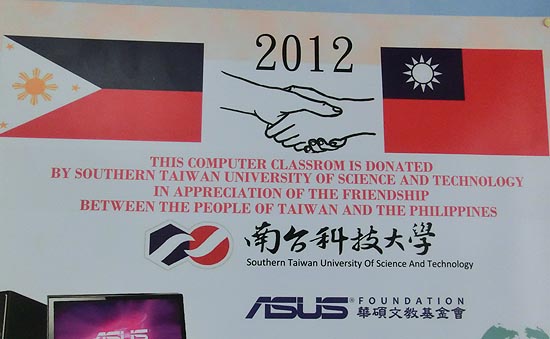 2012
THIS COMPUTER CLASSROM IS DONATED
BY SOUTHERN TAIWAN UNIVERSITY OF SCIENCE AND TECHNOLOGY
IN APPRECIATION OF THE FRIENDSHIP
BETWEEN THE PEOPLE OF TAIWAN AND THE PHILIPPINES
南台科技大學
Southern Taiwan University Of Science And Technology
ASUS® FOUNDATION
華碩文教基金會
ASUS